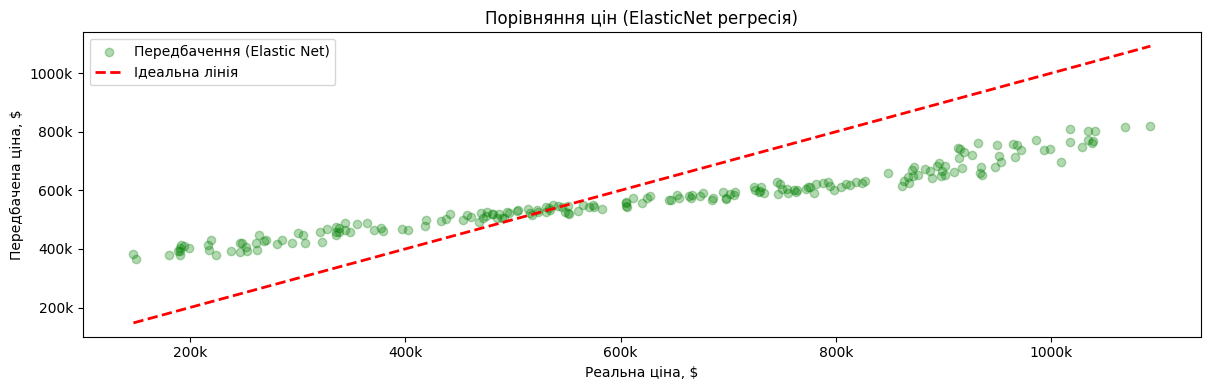 Порівняння цін (ElasticNet регресія)
Передбачення (Elastic Net)
Ідеальна лінія
Передбачена ціна, $
1000k
800k
600k
400k
200k
200k
400k
600k
800k
1000k
Реальна ціна, $